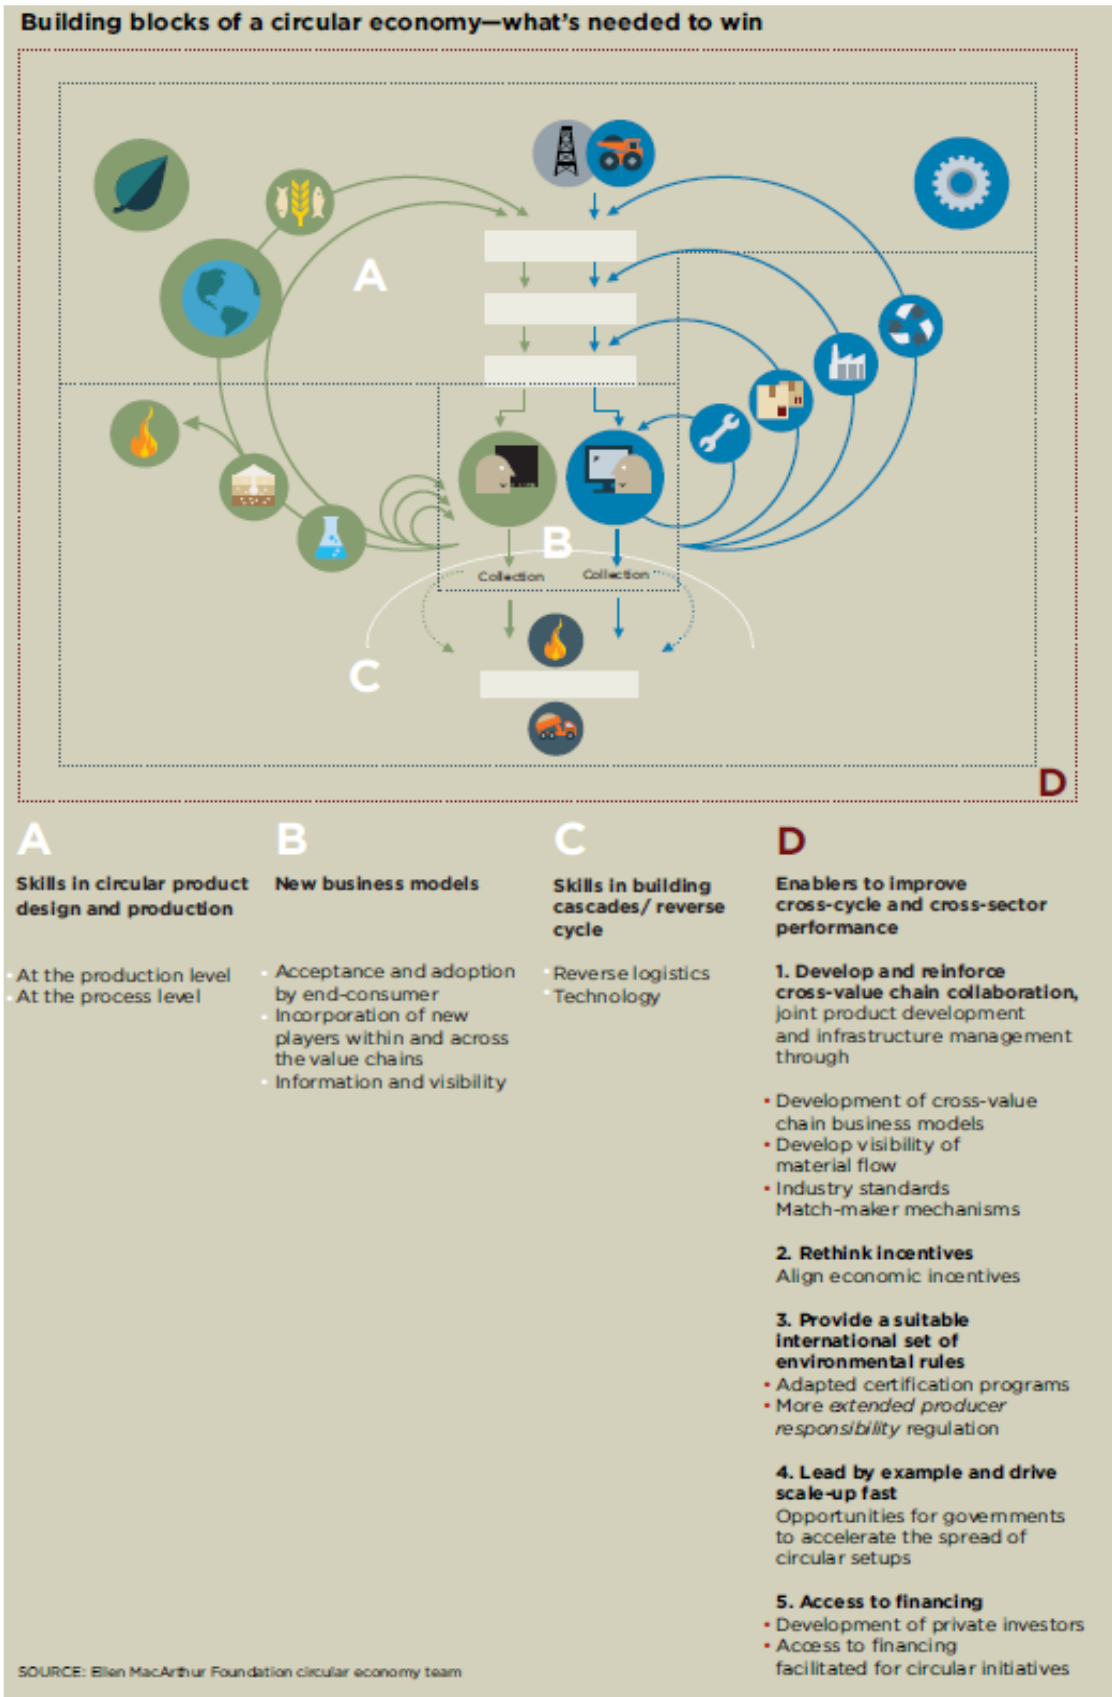 Building blocks of a circular economy—what's needed to win
A
B
Collection
Collection
C
D
A
Skills in circular product
design and production
• At the production level
• At the process level
B
New business models
• Acceptance and adoption
by end-consumer
• Incorporation of new
players within and across
the value chains
• Information and visibility
C
Skills in building
cascades/ reverse
cycle
• Reverse logistics
• Technology
D
Enablers to improve
cross-cycle and cross-sector
performance
1. Develop and reinforce
cross-value chain collaboration,
joint product development
and infrastructure management
through
• Development of cross-value
chain business models
• Develop visibility of
material flow
• Industry standards
Match-maker mechanisms
2. Rethink incentives
Align economic incentives
3. Provide a suitable
international set of
environmental rules
• Adapted certification programs
• More extended producer
responsibility regulation
4. Lead by example and drive
scale-up fast
Opportunities for governments
to accelerate the spread of
circular setups
5. Access to financing
• Development of private investors
• Access to financing
facilitated for circular initiatives
SOURCE: Ellen MacArthur Foundation circular economy team